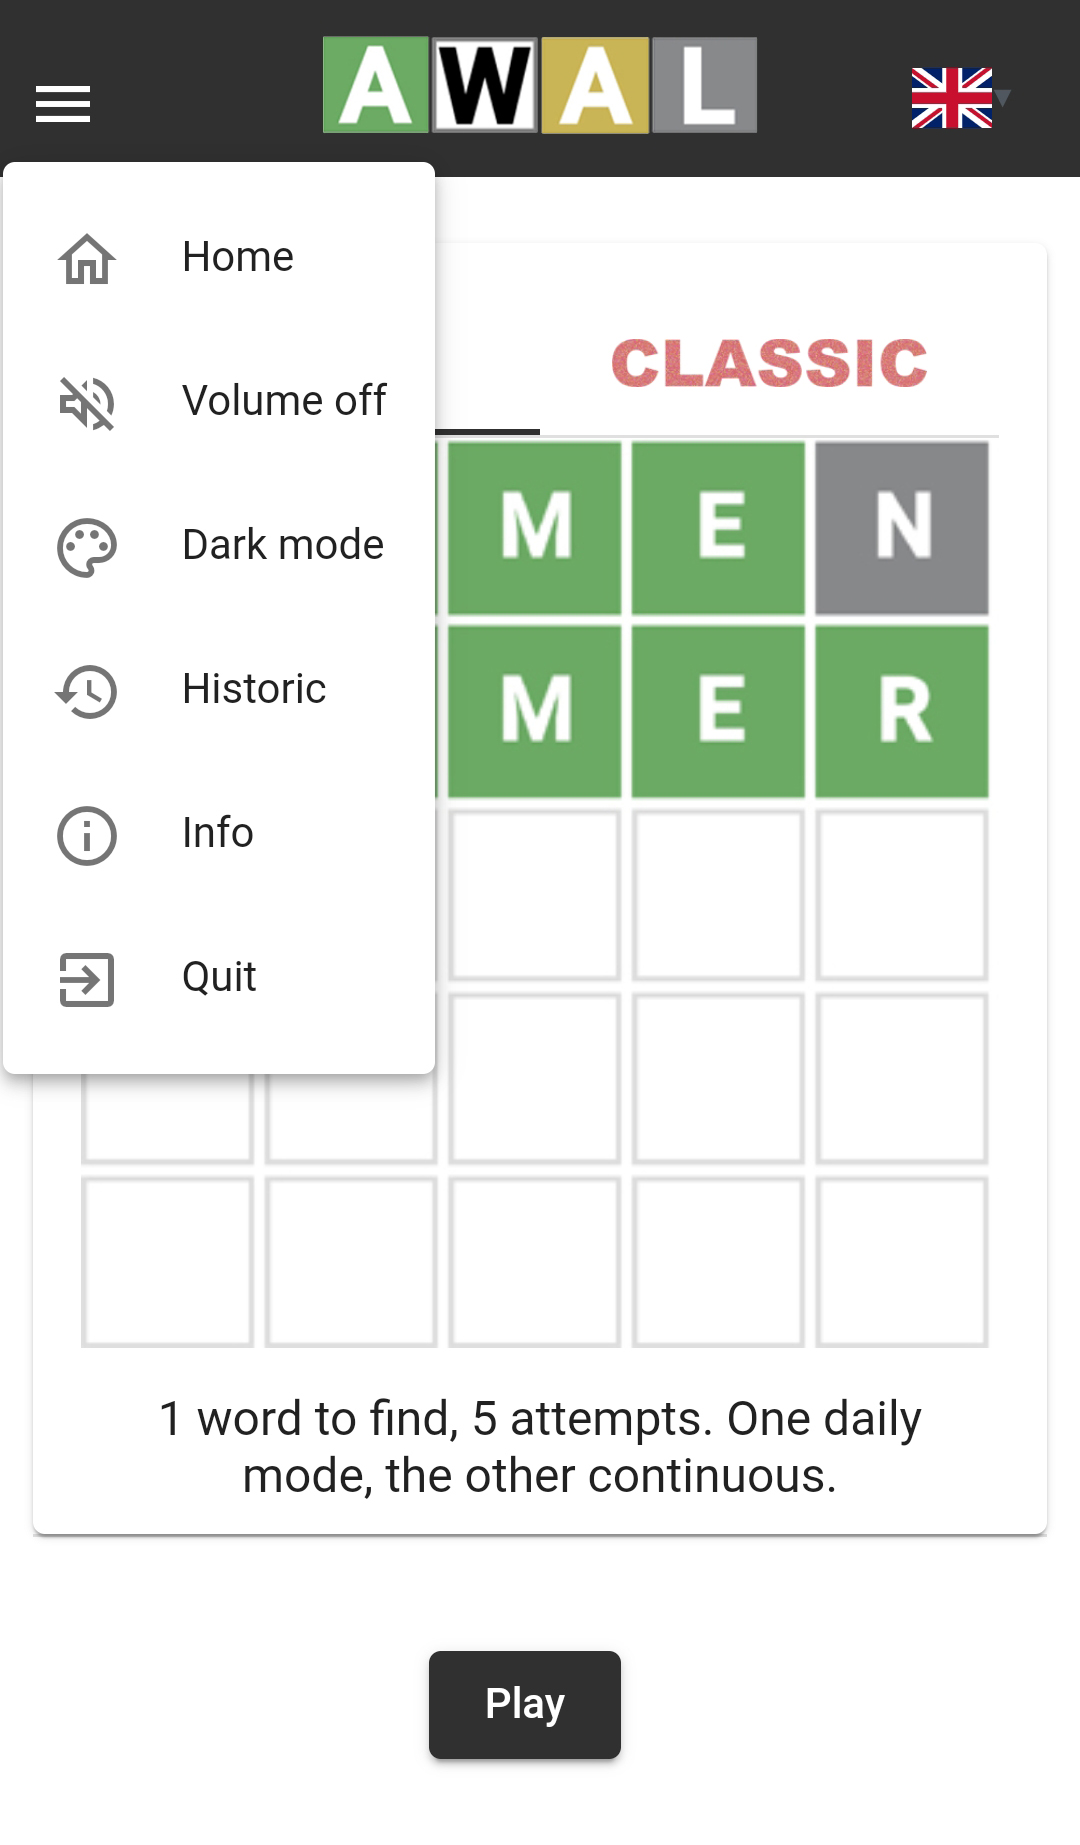 AWAL
Home
Volume off
Dark mode
Historic
Info
Quit
CLASSIC
M E N
M E R
1 word to find, 5 attempts. One daily
mode, the other continuous.
Play